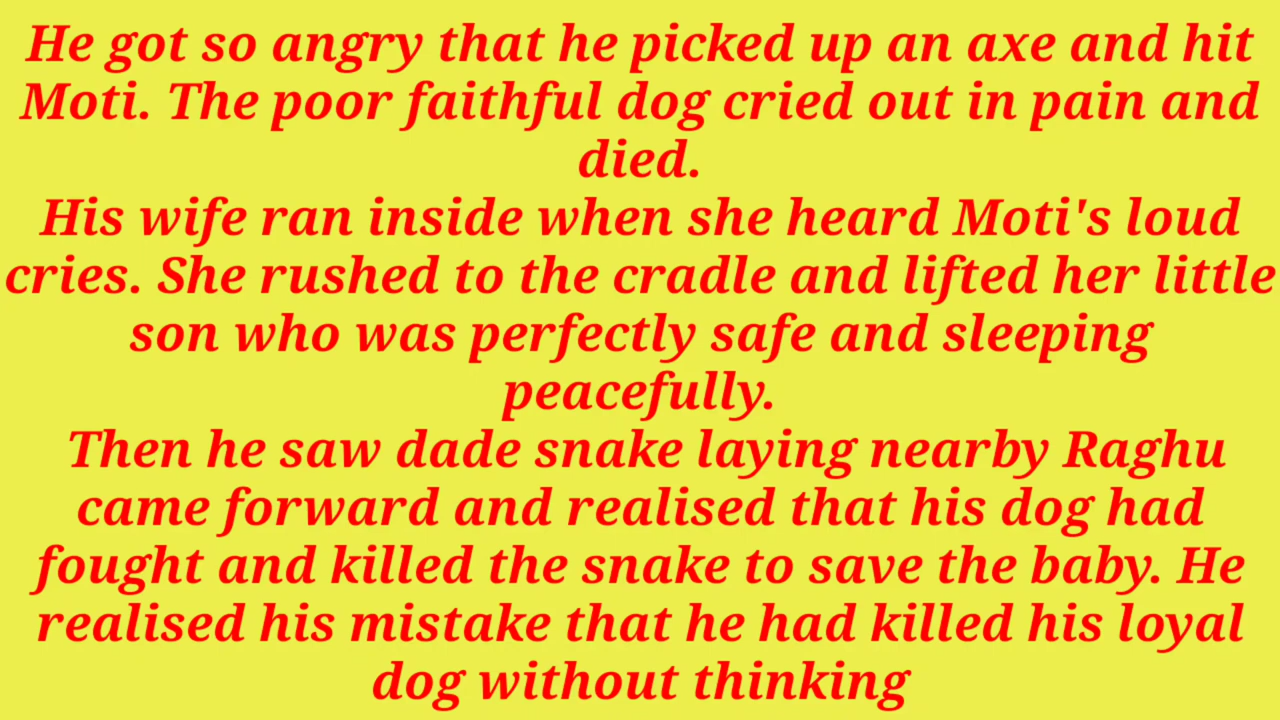 He got so angry that he picked up an axe and hit
Moti. The poor faithful dog cried out in pain and
died.
His wife ran inside when she heard Moti's loud
cries. She rushed to the cradle and lifted her little
son who was perfectly safe and sleeping
peacefully.
Then he saw dade snake laying nearby Raghu
came forward and realised that his dog had
fought and killed the snake to save the baby. He
realised his mistake that he had killed his loyal
dog without thinking